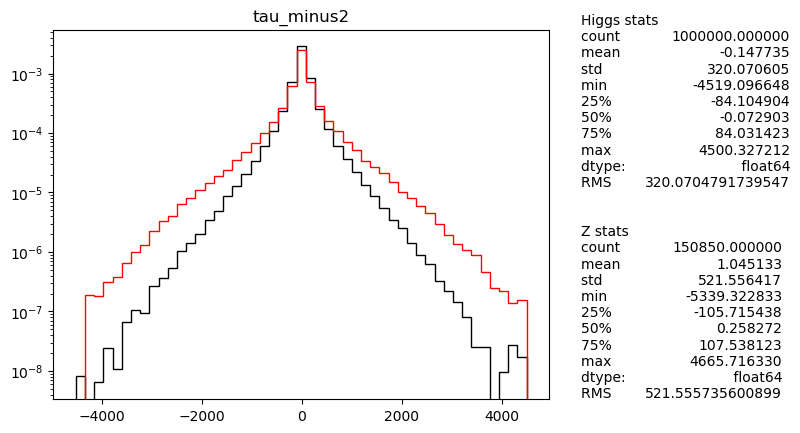 tau_minus2
10⁻³
10⁻⁴
10⁻⁵
10⁻⁶
10⁻⁷
10⁻⁸
−4000 −2000 0 2000 4000
Higgs stats
count 1000000.000000
mean -0.147735
std 320.070605
min -4519.096648
25% -84.104904
50% -0.072903
75% 84.031423
max 4500.327212
dtype: float64
RMS 320.0704791739547
Z stats
count 150850.000000
mean 1.045133
std 521.556417
min -5339.322833
25% -105.715438
50% 0.258272
75% 107.538123
max 4665.716330
dtype: float64
RMS 521.555735600899